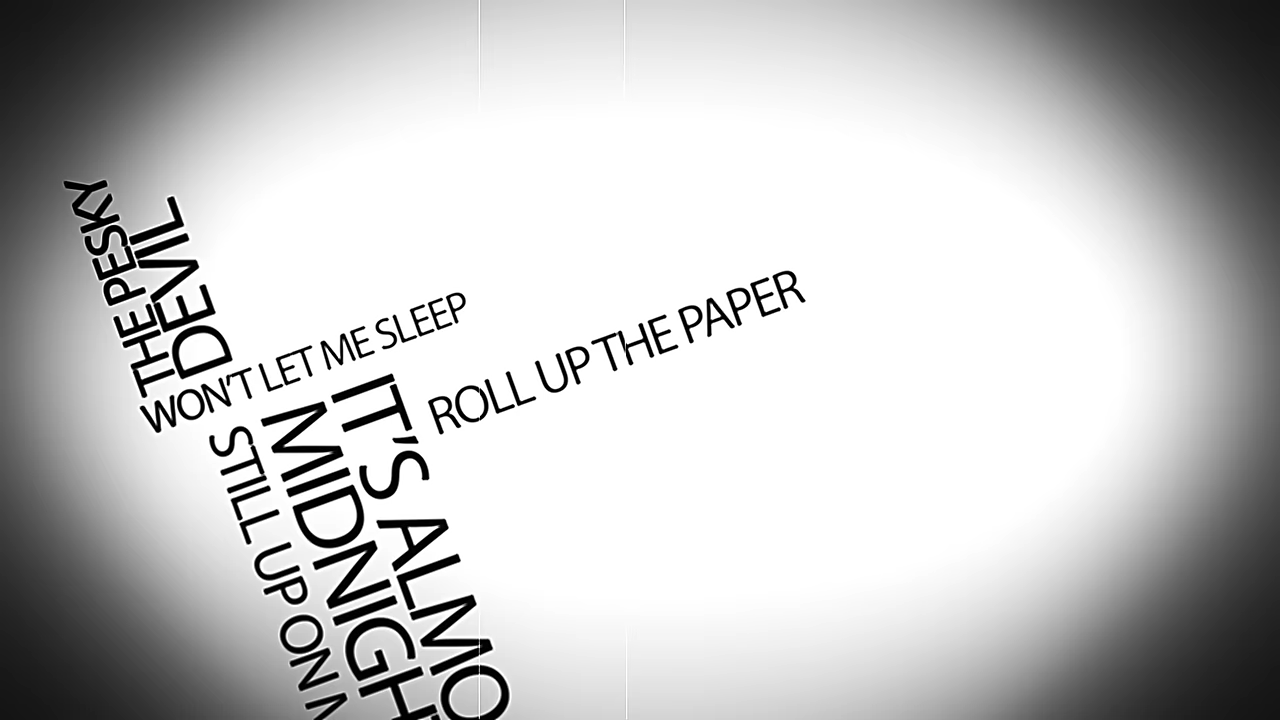 THE PESKY
DEVIL
WON'T LET ME SLEEP
STILL UP ON
IT'S ALMO
MIDNIGH
ROLL UP THE PAPER